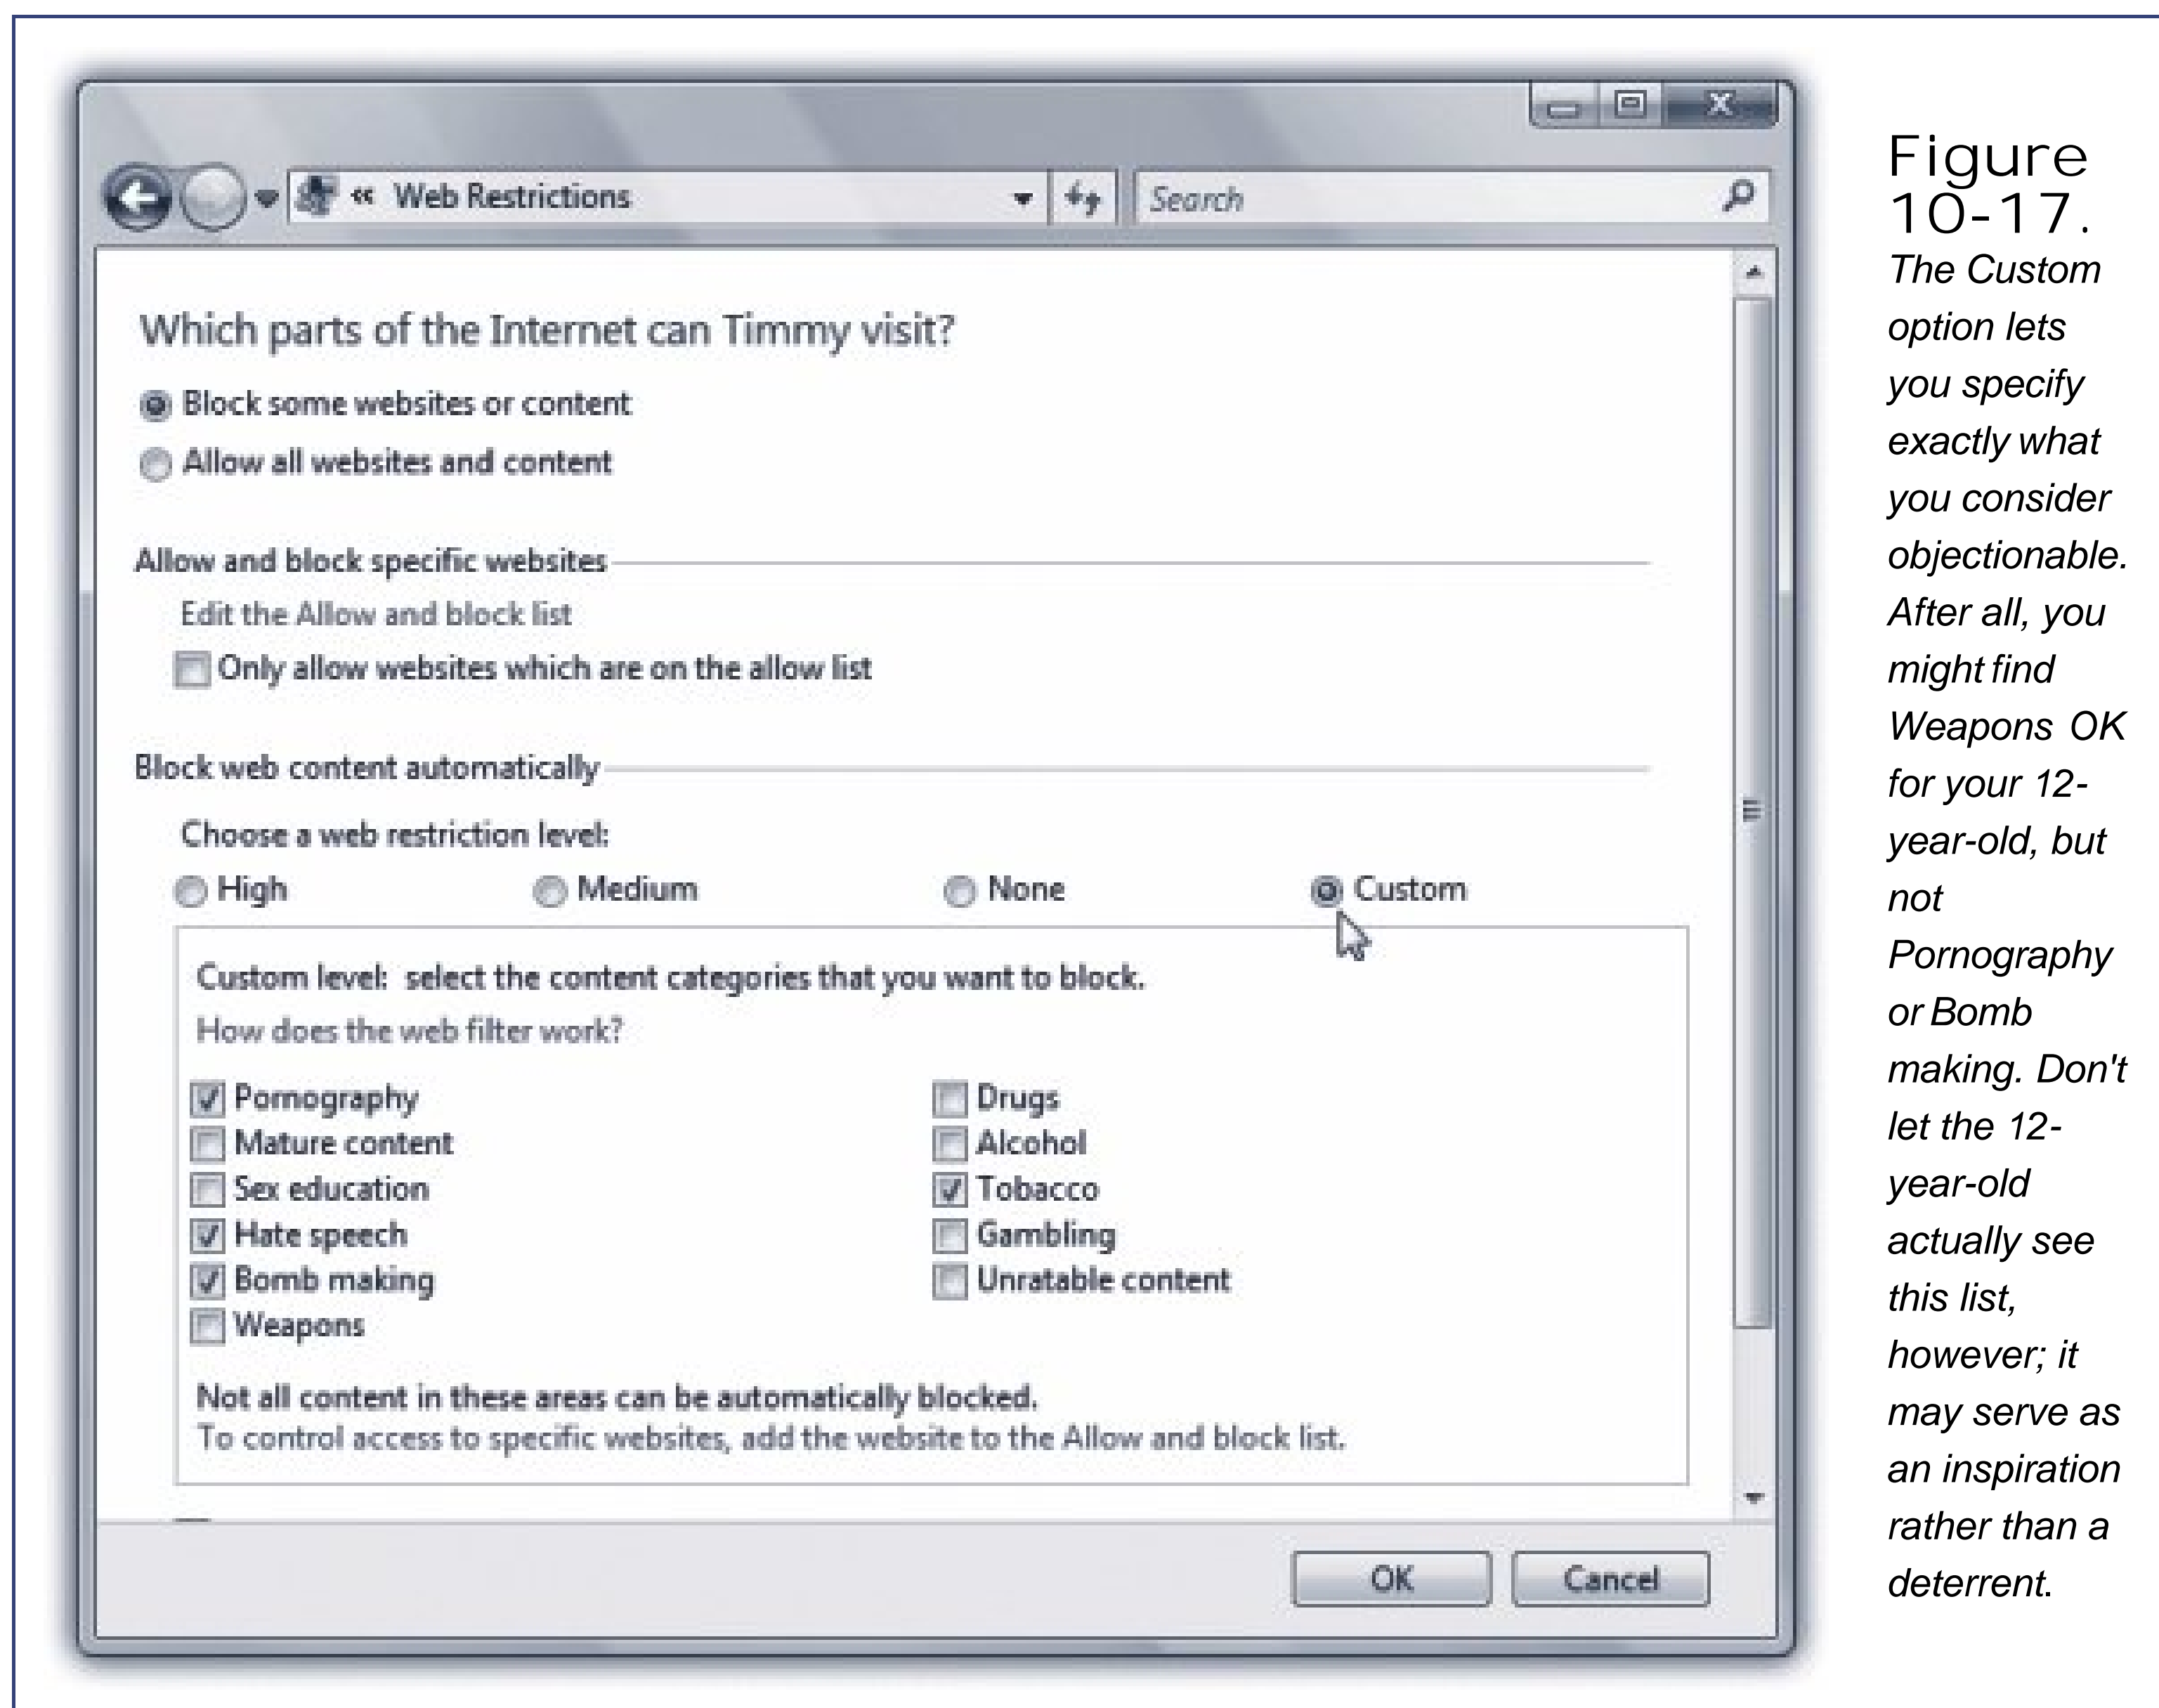 « Web Restrictions
Search
Which parts of the Internet can Timmy visit?
Block some websites or content
Allow all websites and content
Allow and block specific websites
Edit the Allow and block list
Only allow websites which are on the allow list
Block web content automatically
Choose a web restriction level:
High Medium None Custom
Custom level: select the content categories that you want to block.
How does the web filter work?
Pornography
Mature content
Sex education
Hate speech
Bomb making
Weapons
Drugs
Alcohol
Tobacco
Gambling
Unratable content
Not all content in these areas can be automatically blocked.
To control access to specific websites, add the website to the Allow and block list.
OK Cancel
Figure
10-17.
The Custom
option lets
you specify
exactly what
you consider
objectionable.
After all, you
might find
Weapons OK
for your 12-
year-old, but
not
Pornography
or Bomb
making. Don't
let the 12-
year-old
actually see
this list,
however; it
may serve as
an inspiration
rather than a
deterrent.